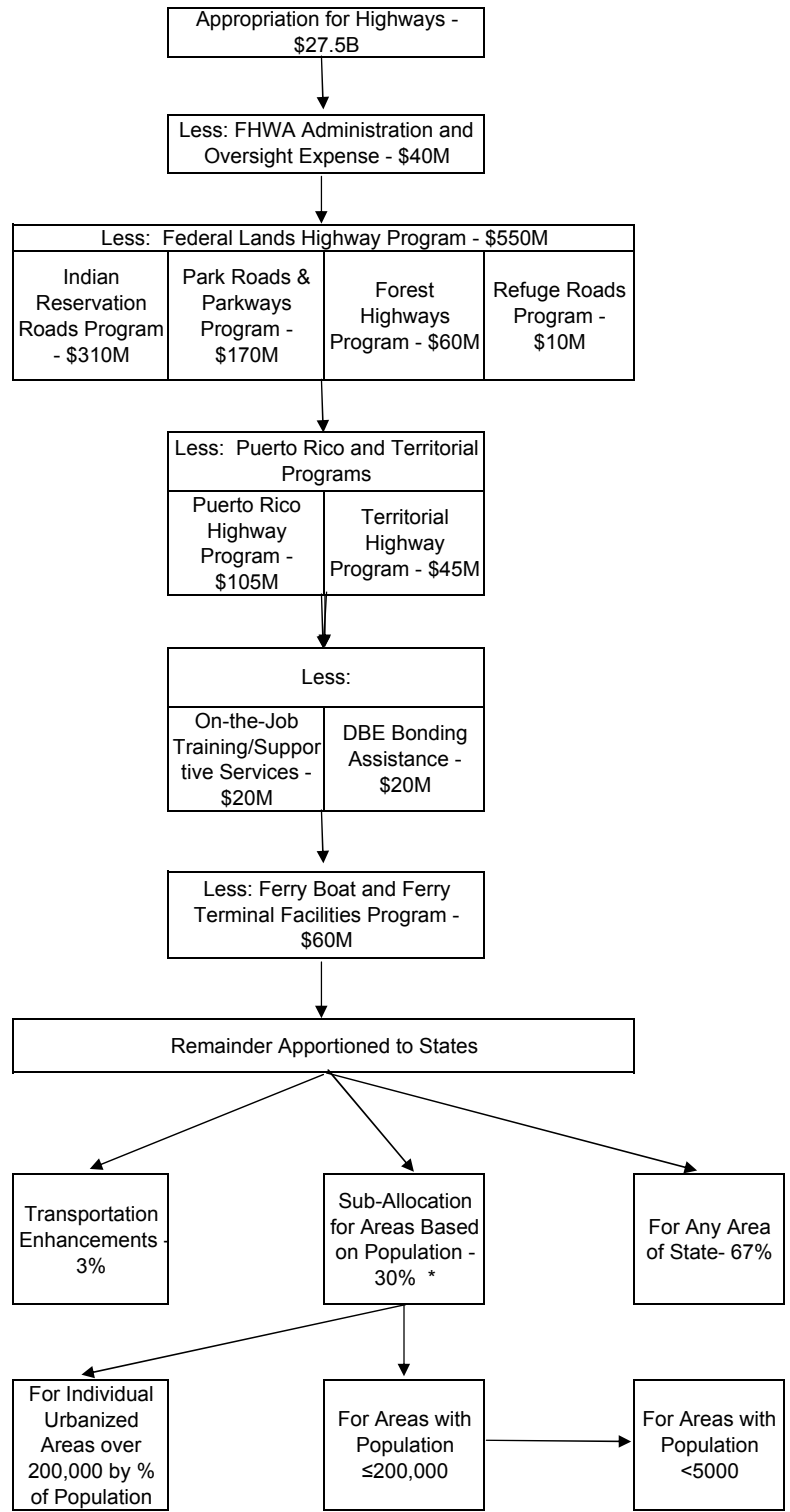 Appropriation for Highways -
$27.5B
Less: FHWA Administration and
Oversight Expense - $40M
Less:  Federal Lands Highway Program - $550M
Indian
Reservation
Roads Program
- $310M
Park Roads &
Parkways
Program -
$170M
Forest
Highways
Program - $60M
Refuge Roads
Program -
$10M
Less:  Puerto Rico and Territorial
Programs
Puerto Rico
Highway
Program -
$105M
Territorial
Highway
Program - $45M
Less:
On-the-Job
Training/Suppor
tive Services -
$20M
DBE Bonding
Assistance -
$20M
Less: Ferry Boat and Ferry
Terminal Facilities Program -
$60M
Remainder Apportioned to States
Transportation
Enhancements -
3%
Sub-Allocation
for Areas Based
on Population -
30%  *
For Any Area
of State- 67%
For Individual
Urbanized
Areas over
200,000 by %
of Population
For Areas with
Population
≤200,000
For Areas with
Population
<5000